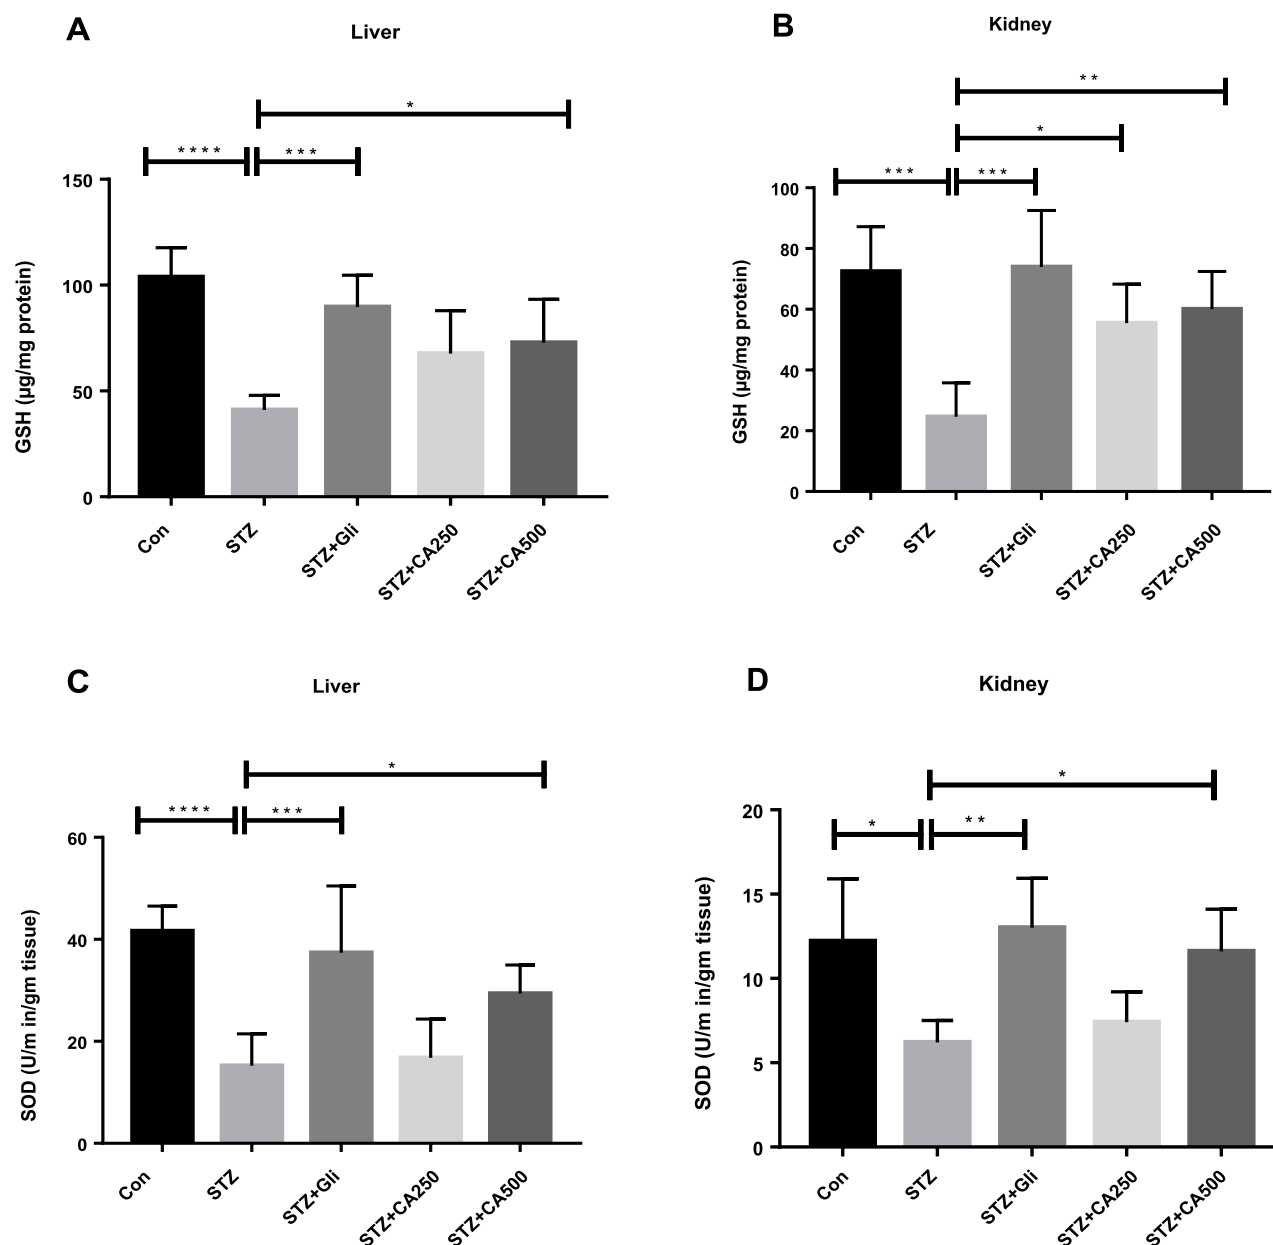 A
Liver
*
* * * *
* * *
150
100
50
0
GSH (µg/mg protein)
Con
STZ
STZ+Gli
STZ+CA250
STZ+CA500
B
Kidney
* *
*
* * *
* * *
100
80
60
40
20
0
GSH (µg/mg protein)
Con
STZ
STZ+Gli
STZ+CA250
STZ+CA500
C
Liver
*
* * * *
* * *
60
40
20
0
SOD (U/m in/gm tissue)
Con
STZ
STZ+Gli
STZ+CA250
STZ+CA500
D
Kidney
*
*
* *
20
15
10
5
0
SOD (U/m in/gm tissue)
Con
STZ
STZ+Gli
STZ+CA250
STZ+CA500